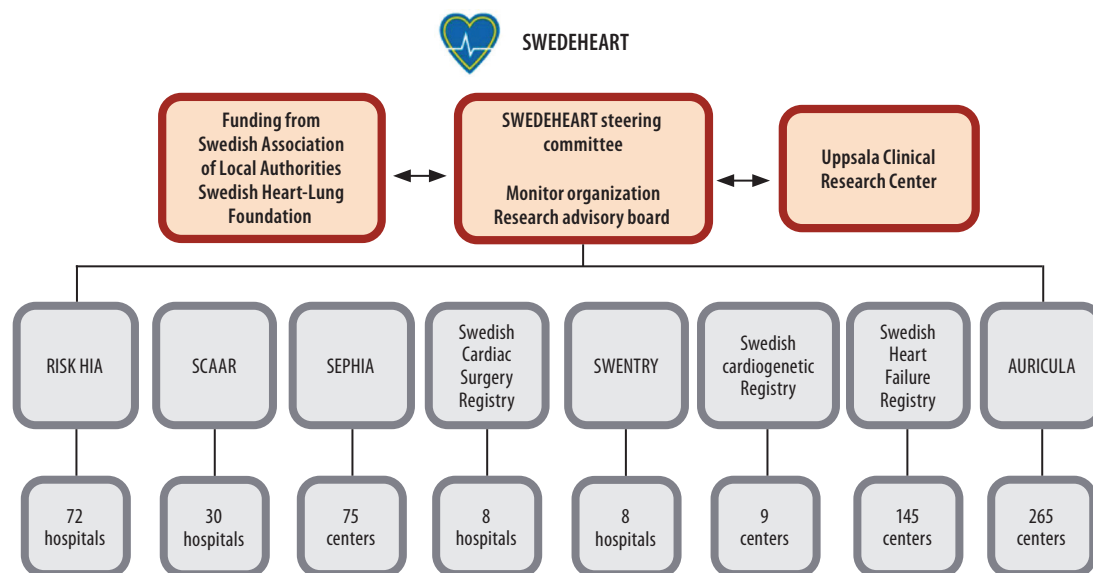 SWEDEHEART
Funding from
Swedish Association
of Local Authorities
Swedish Heart-Lung
Foundation
SWEDEHEART steering
committee
Monitor organization
Research advisory board
Uppsala Clinical
Research Center
RISK HIA
SCAAR
SEPHIA
Swedish
Cardiac
Surgery
Registry
SWENTRY
Swedish
cardiogenetic
Registry
Swedish
Heart
Failure
Registry
AURICULA
72
hospitals
30
hospitals
75
centers
8
hospitals
8
hospitals
9
centers
145
centers
265
centers